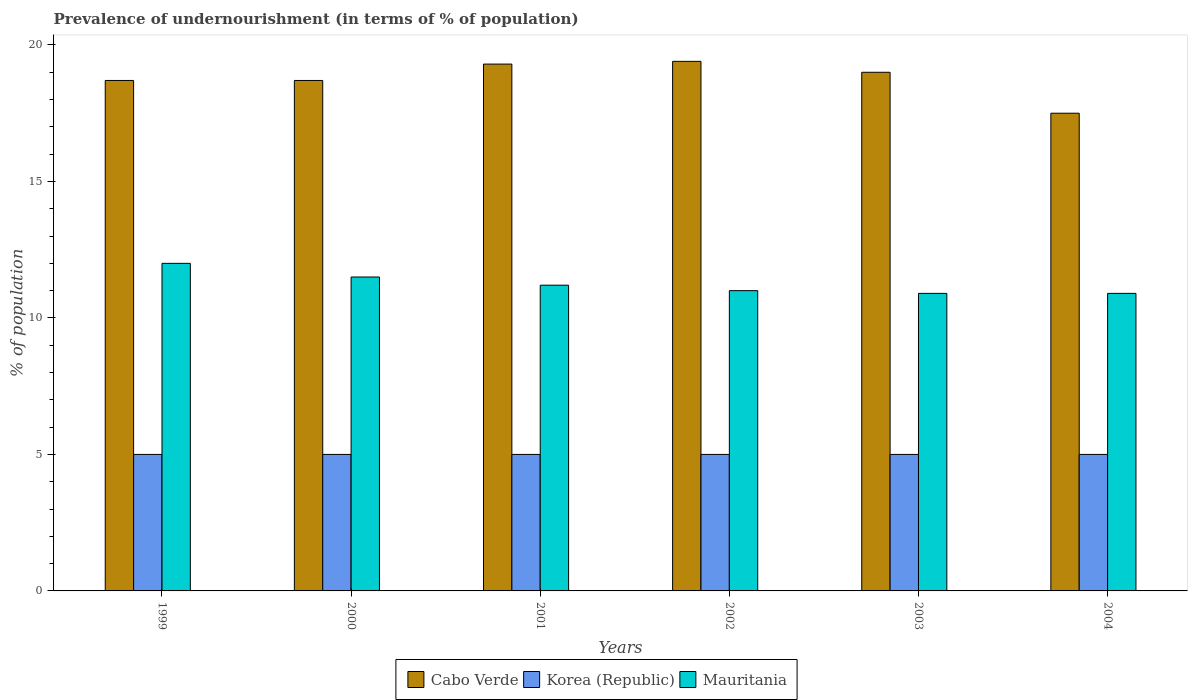 Prevalence of undernourishment (in terms of % of population)
% of population
20
15
10
5
0
1999
2000
2001
2002
2003
2004
Years
Cabo Verde
Korea (Republic)
Mauritania